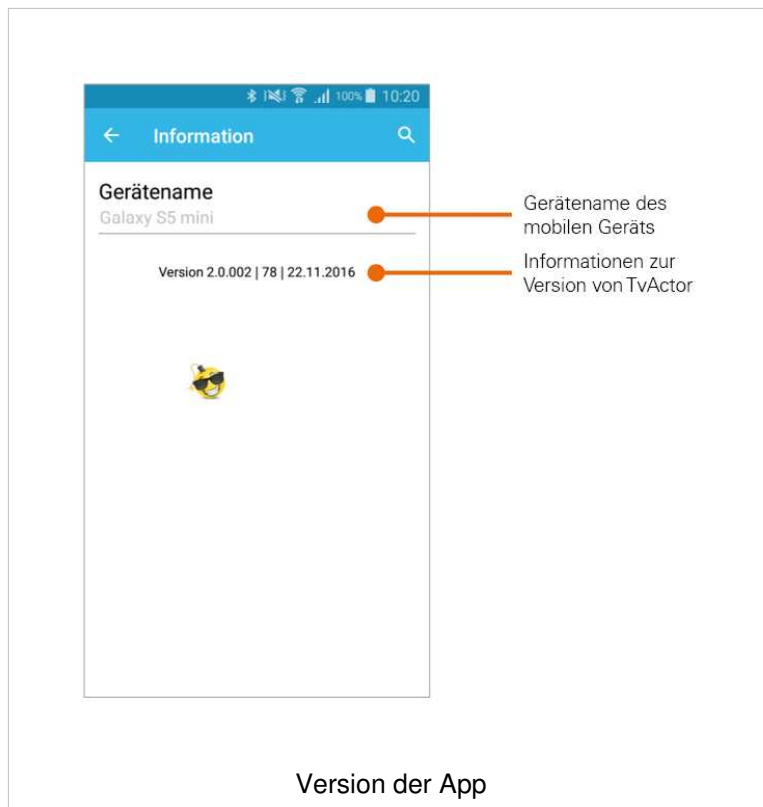 100% 10:20
Information
Gerätename
Galaxy S5 mini
Gerätename des
mobilen Geräts
Version 2.0.002 | 78 | 22.11.2016
Informationen zur
Version von TvActor
Version der App